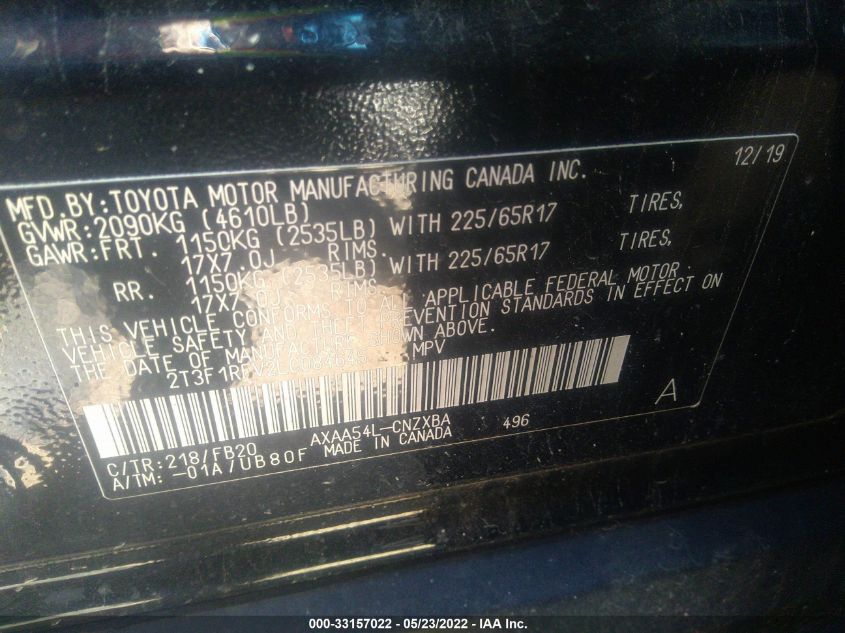 12/19
MFD.BY:TOYOTA MOTOR MANUFACTURING CANADA INC.
GVWR:2090KG (4610LB)
GAWR:FRT. 1150KG (2535LB) WITH 225/65R17 TIRES,
17X7.0J RIMS.
RR. 1150KG (2535LB) WITH 225/65R17 TIRES,
17X7.0J RIMS.
THIS VEHICLE CONFORMS TO ALL APPLICABLE FEDERAL MOTOR
VEHICLE SAFETY AND THEFT PREVENTION STANDARDS IN EFFECT ON
THE DATE OF MANUFACTURE SHOWN ABOVE.
MPV
A
C/TR:218/FB20 AXAA54L-CNZXBA 496
A/TM: -01A/UB80F MADE IN CANADA
000-33157022 — 05/23/2022 — IAA Inc.